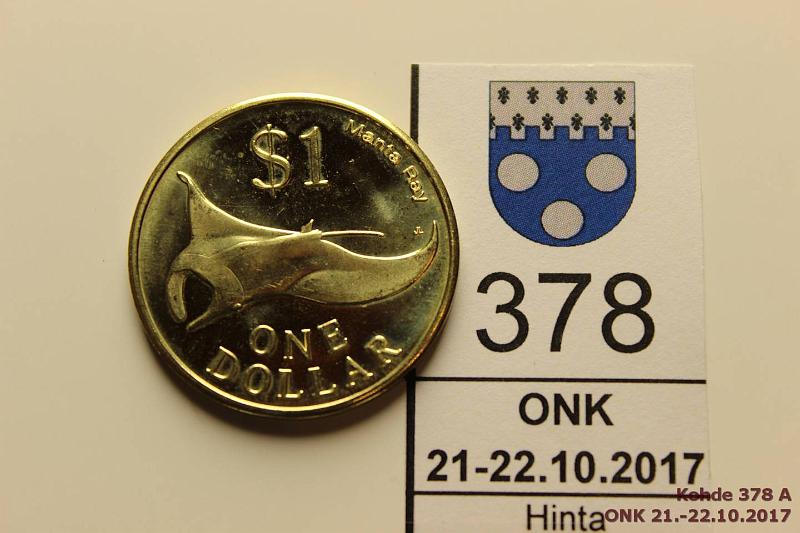 $1
Manta Ray
JL
ONE
DOLLAR
378
ONK
21-22.10.2017
Hinta
Kohde 378 A
ONK 21.-22.10.2017